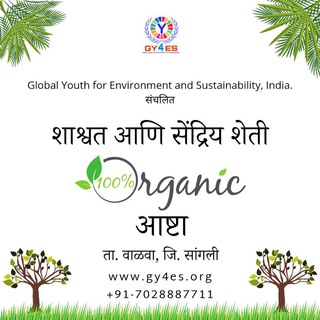 GY4ES
Global Youth for Environment and Sustainability, India.
संचलित
शाश्वत आणि सेंद्रिय शेती
100% Organic
आष्टा
ता. वाळवा, जि. सांगली
www.gy4es.org
+91-7028887711